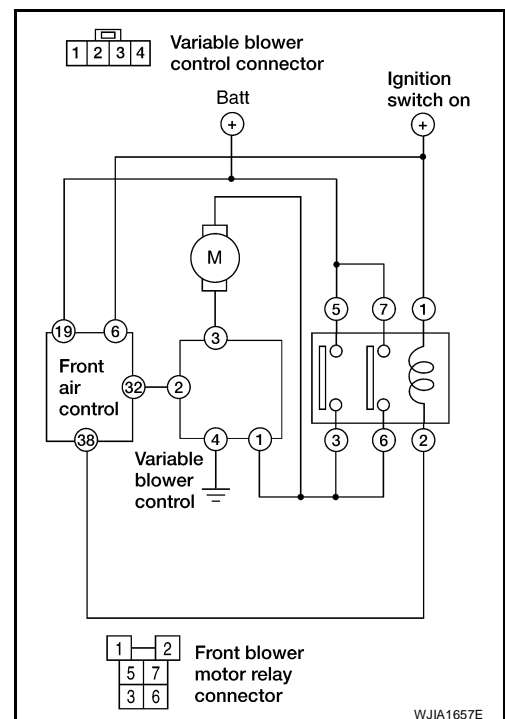 1 2 3 4
Variable blower
control connector
Ignition
switch on
Batt
+
+
M
5 7 1
19 6
3
Front
air
control
32
2
38
4 1
3 6 2
Variable
blower
control
1 2
5 7
3 6
Front blower
motor relay
connector
WJIA1657E